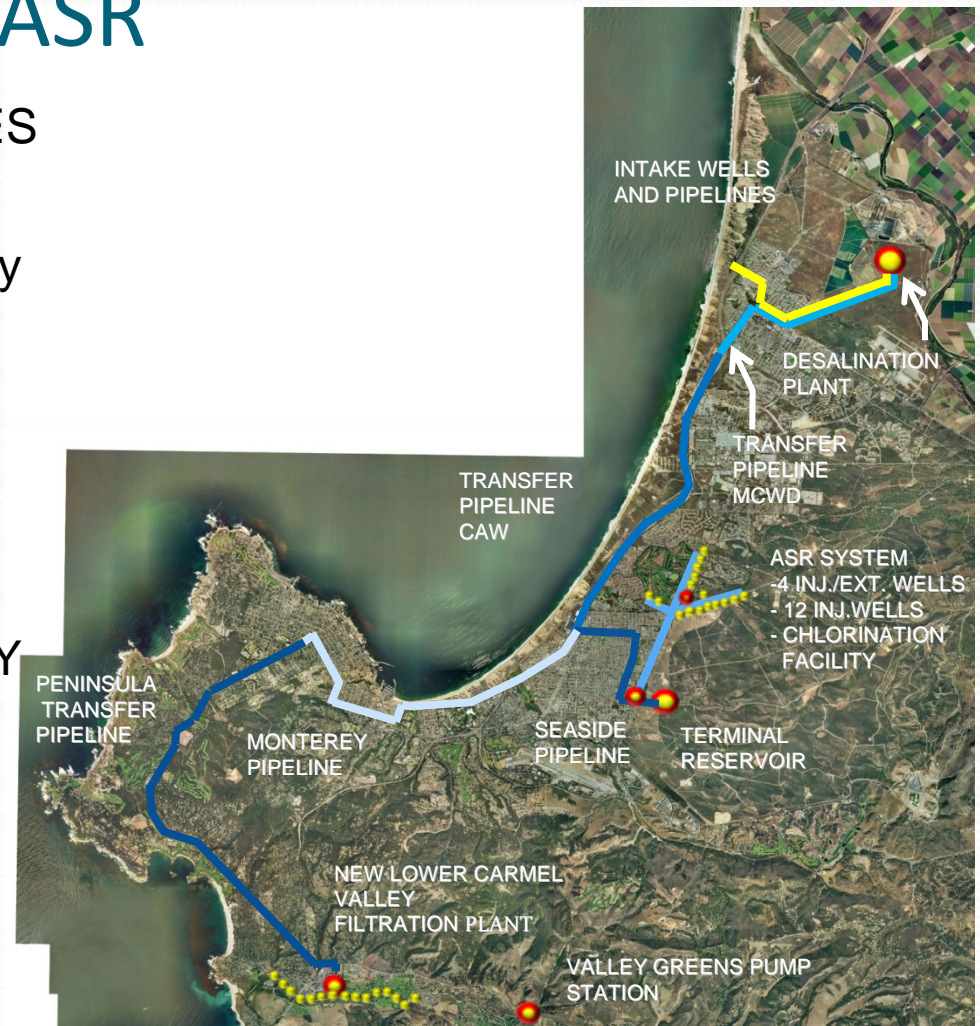 ASR
ES
y
Y
INTAKE WELLS
AND PIPELINES
DESALINATION
PLANT
TRANSFER
PIPELINE
MCWD
TRANSFER
PIPELINE
CAW
ASR SYSTEM
-4 INJ./EXT. WELLS
- 12 INJ.WELLS
- CHLORINATION
FACILITY
PENINSULA
TRANSFER
PIPELINE
MONTEREY
PIPELINE
SEASIDE
PIPELINE
TERMINAL
RESERVOIR
NEW LOWER CARMEL
VALLEY
FILTRATION PLANT
VALLEY GREENS PUMP
STATION